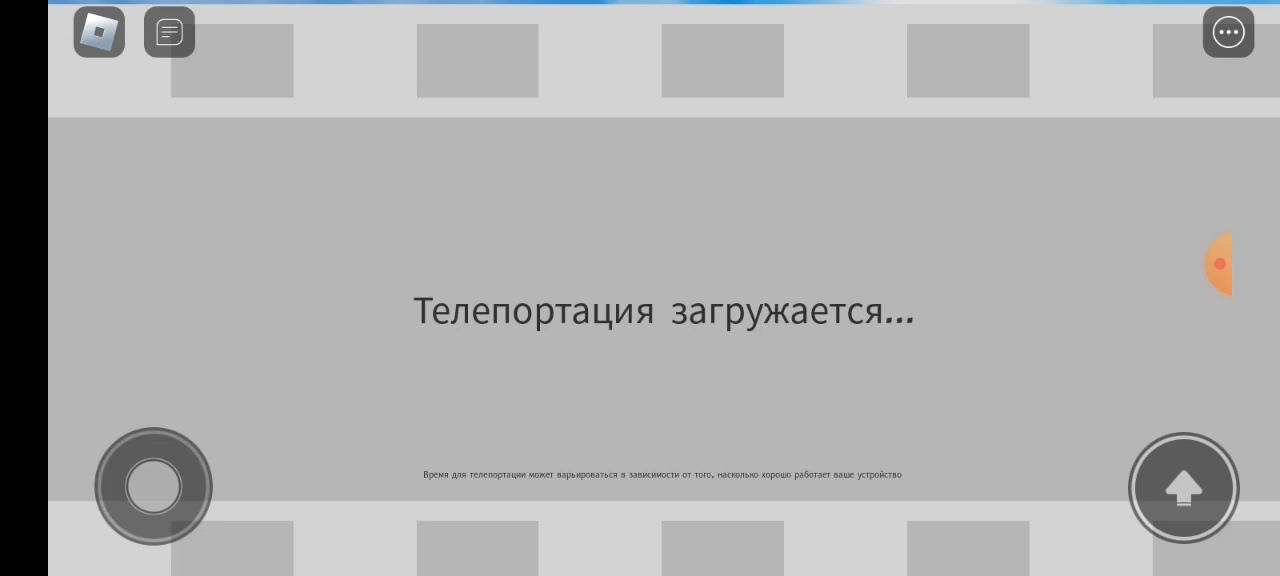 Телепортация загружается...
Время для телепортации может варьироваться в зависимости от того, насколько хорошо работает ваше устройство